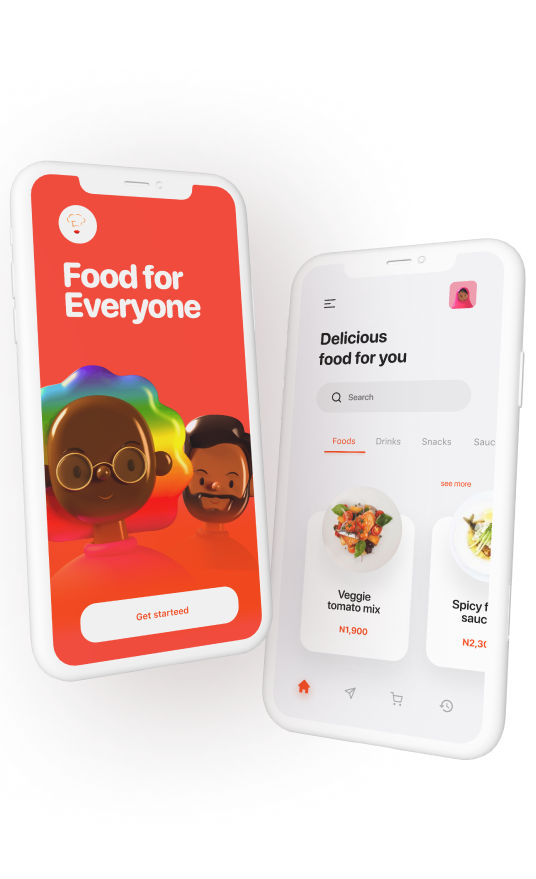 Food for
Everyone
Get starteed
Delicious
food for you
Search
Foods Drinks Snacks Sauc
see more
Veggie
tomato mix
N1,900
Spicy f
sauc
N2,30